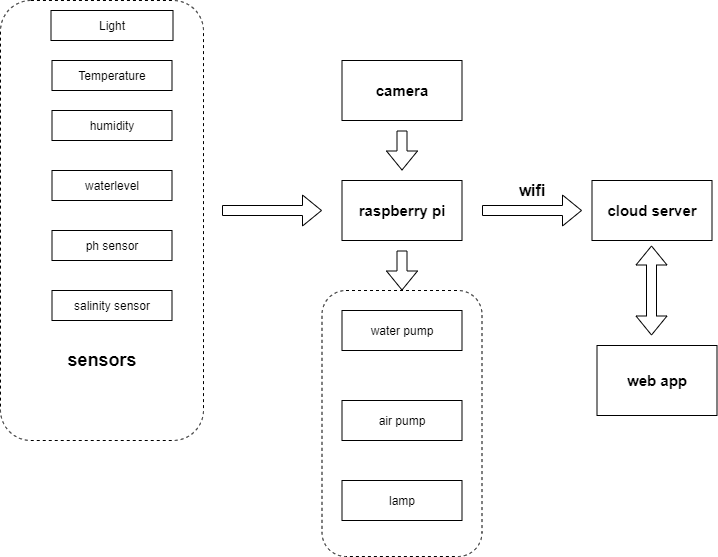 Light
Temperature
humidity
waterlevel
ph sensor
salinity sensor
sensors
camera
raspberry pi
wifi
cloud server
web app
water pump
air pump
lamp